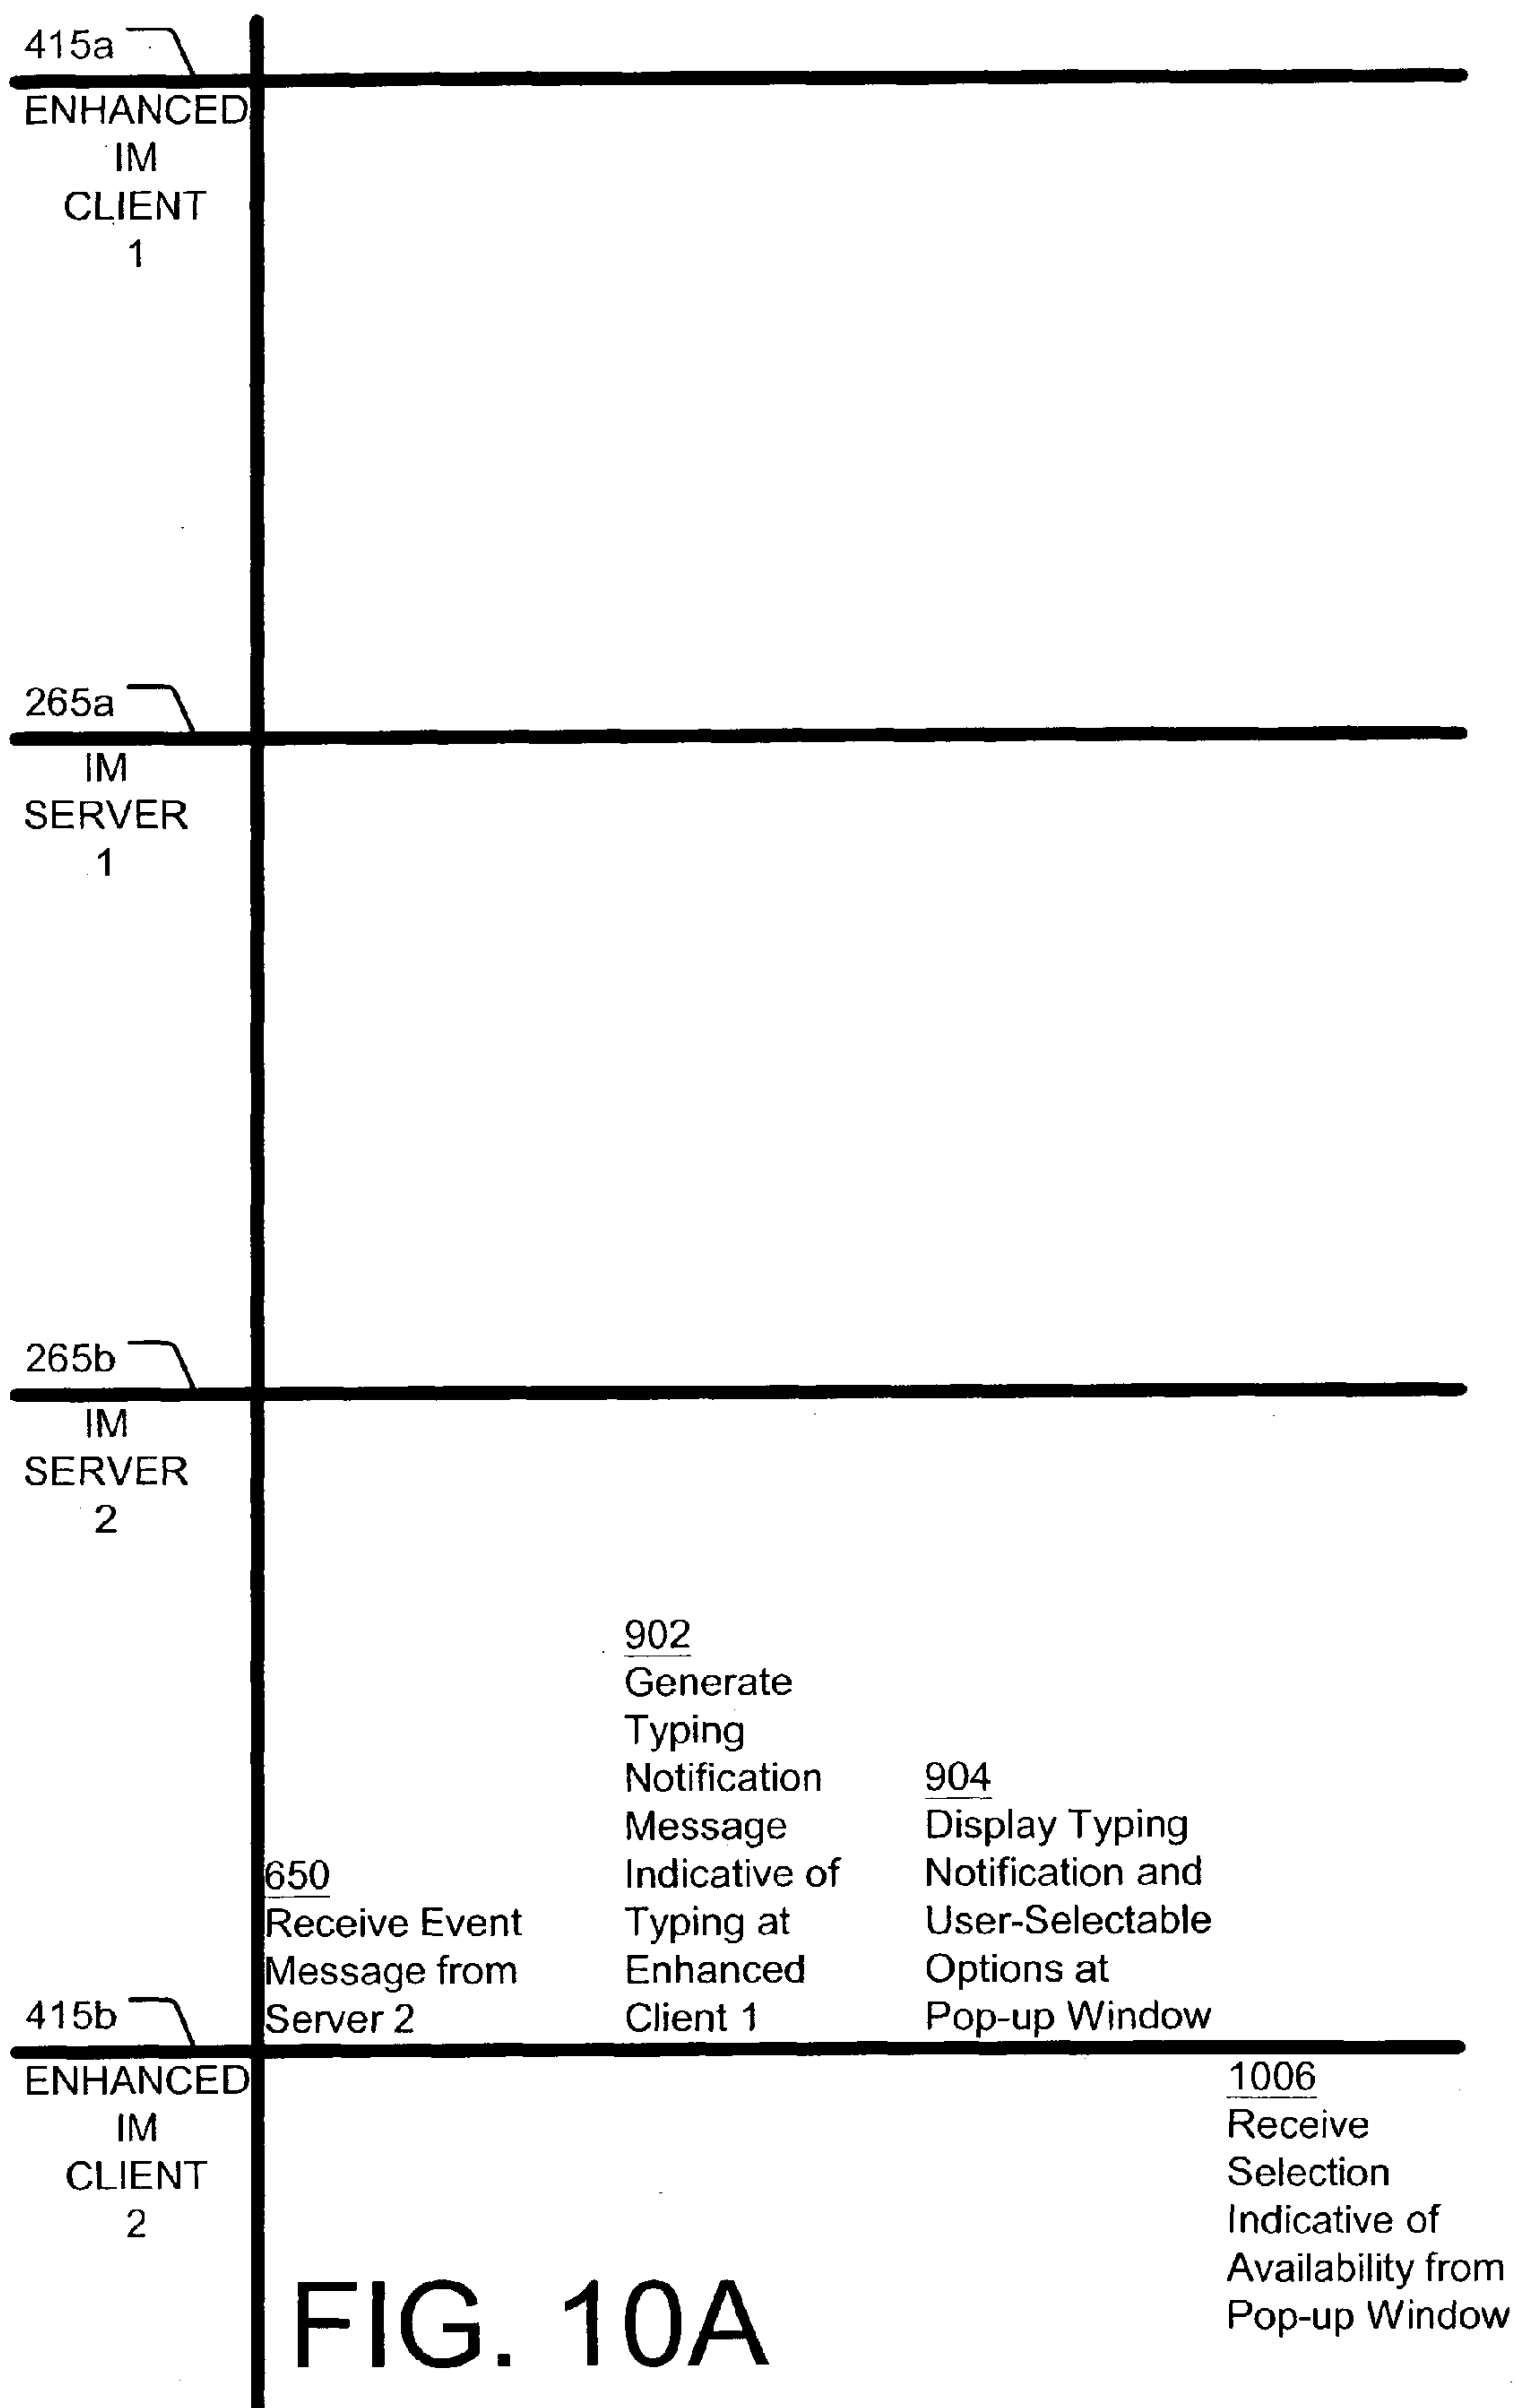 415a
ENHANCED
IM
CLIENT
1
265a
IM
SERVER
1
265b
IM
SERVER
2
650
Receive Event
Message from
Server 2
902
Generate
Typing
Notification
Message
Indicative of
Typing at
Enhanced
Client 1
904
Display Typing
Notification and
User-Selectable
Options at
Pop-up Window
415b
ENHANCED
IM
CLIENT
2
1006
Receive
Selection
Indicative of
Availability from
Pop-up Window
FIG. 10A